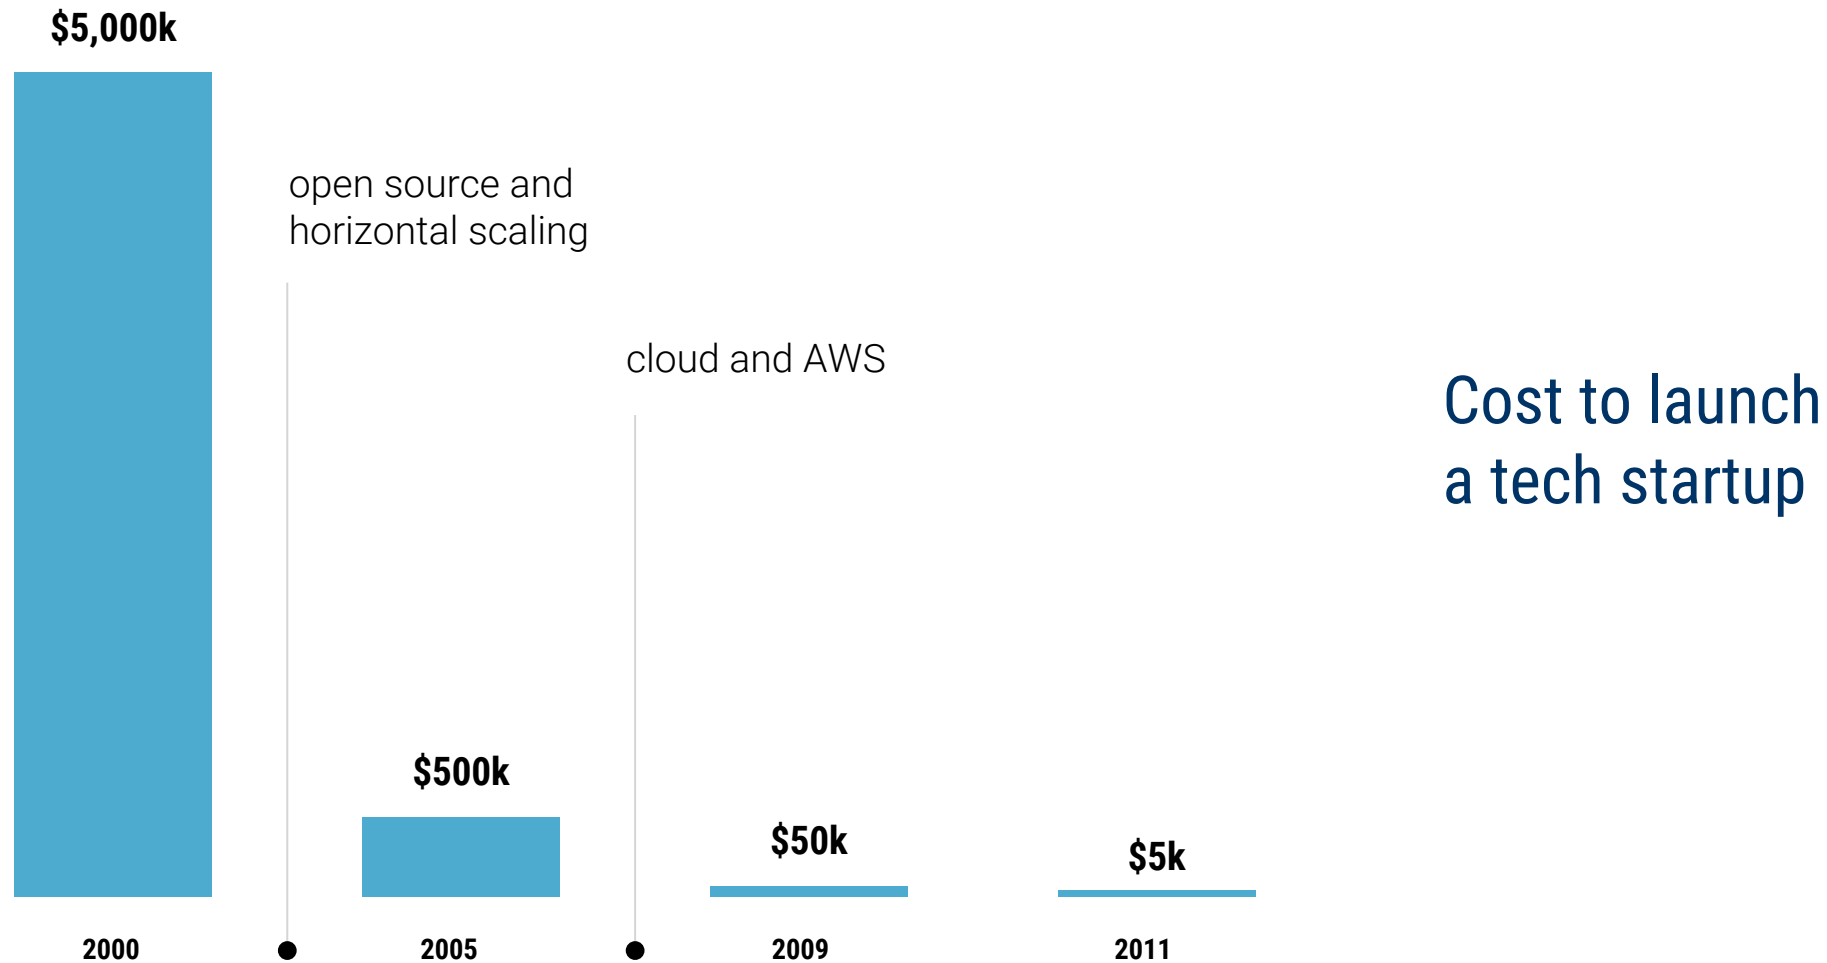 $5,000k
open source and
horizontal scaling
cloud and AWS
Cost to launch
a tech startup
$500k
$50k
$5k
2000
2005
2009
2011